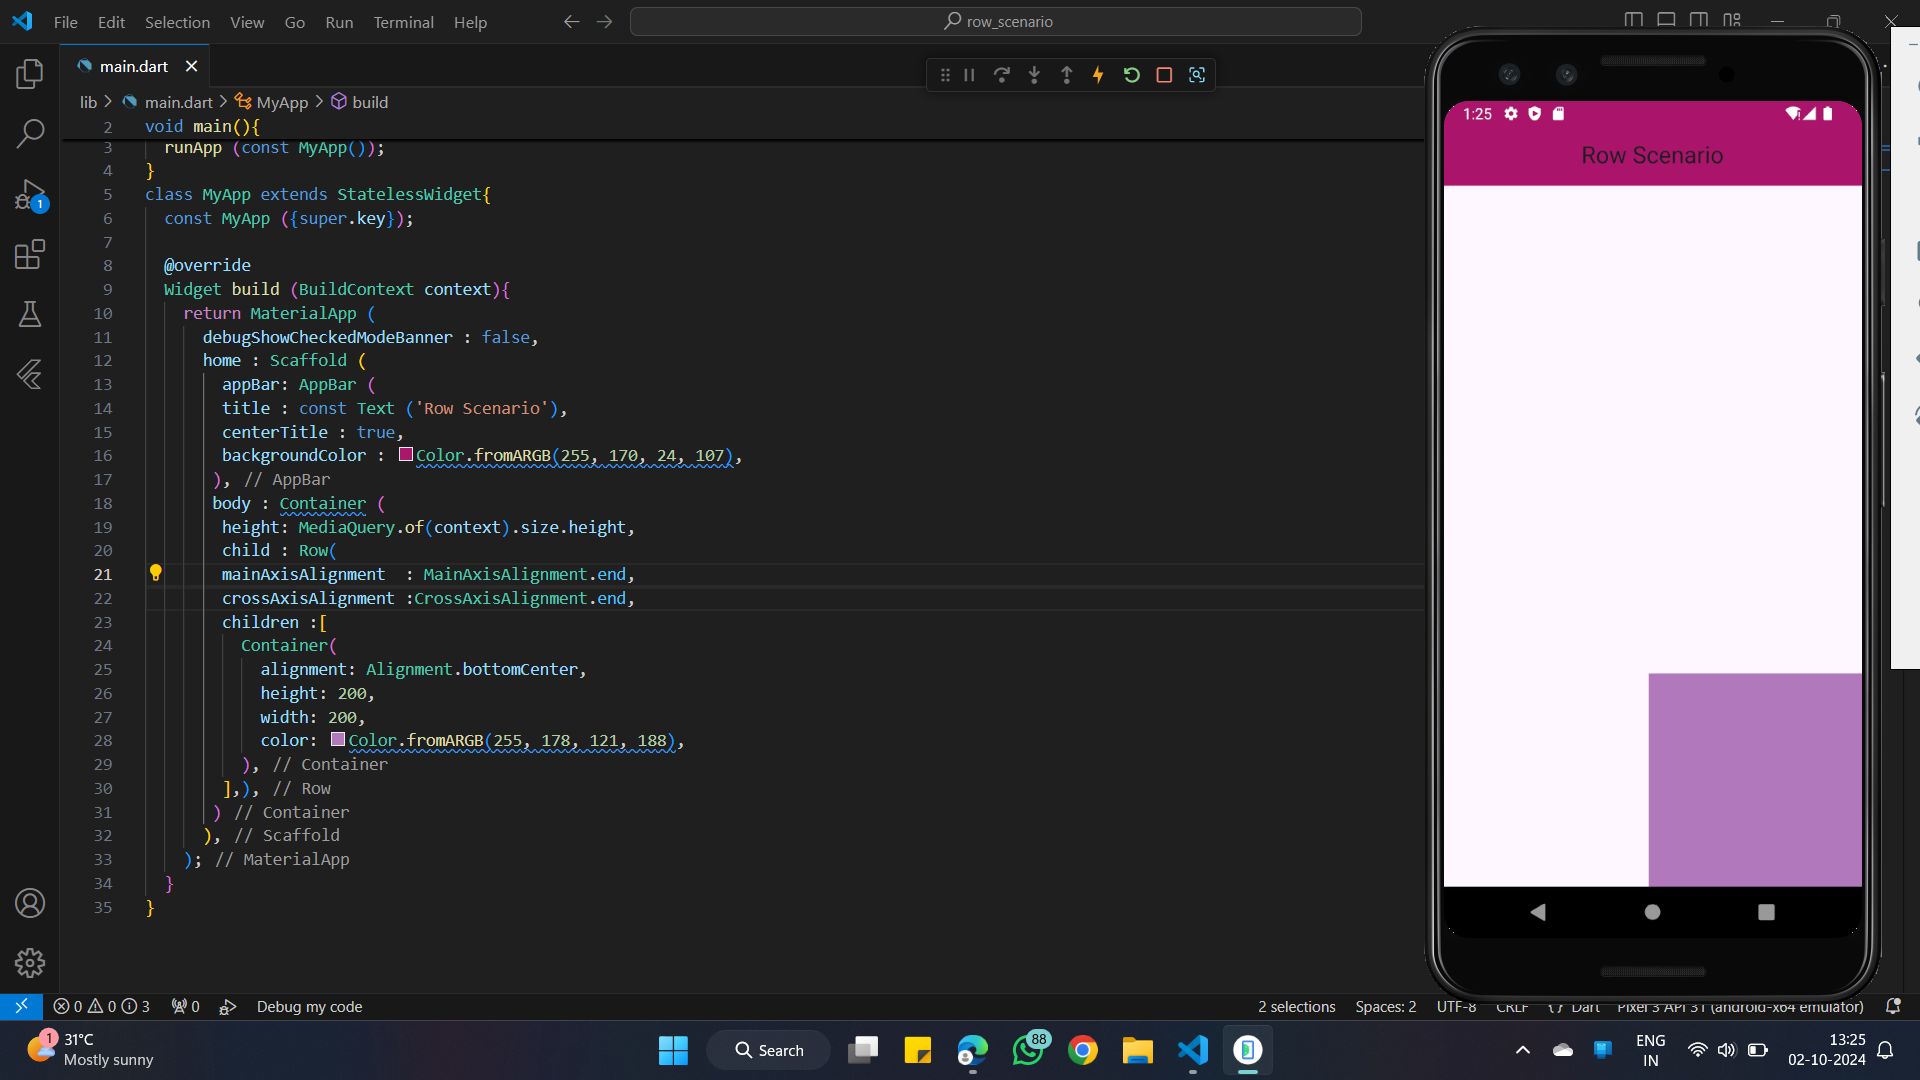 File Edit Selection View Go Run Terminal Help
row_scenario
main.dart
lib > main.dart > MyApp > build
2 void main(){
3 runApp (const MyApp());
4 }
5 class MyApp extends StatelessWidget{
6 const MyApp ({super.key});
7
8 @override
9 Widget build (BuildContext context){
10 return MaterialApp (
11 debugShowCheckedModeBanner : false,
12 home : Scaffold (
13 appBar: AppBar (
14 title : const Text ('Row Scenario'),
15 centerTitle : true,
16 backgroundColor : Color.fromARGB(255, 170, 24, 107),
17 ), // AppBar
18 body : Container (
19 height: MediaQuery.of(context).size.height,
20 child : Row(
21 mainAxisAlignment  : MainAxisAlignment.end,
22 crossAxisAlignment :CrossAxisAlignment.end,
23 children :[
24 Container(
25 alignment: Alignment.bottomCenter,
26 height: 200,
27 width: 200,
28 color: Color.fromARGB(255, 178, 121, 188),
29 ), // Container
30 ],), // Row
31 ) // Container
32 ), // Scaffold
33 ); // MaterialApp
34 }
35 }
1
1:25
Row Scenario
0 0 3 0 Debug my code
2 selections Spaces: 2 UTF-8 CRLF {} Dart Pixel 3 API 31 (android-x64 emulator)
1
31°C
Mostly sunny
Search
88
ENG
IN
13:25
02-10-2024